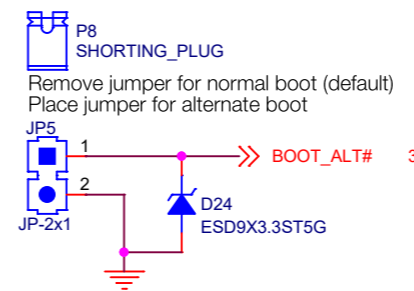 P8
SHORTING_PLUG
Remove jumper for normal boot (default)
Place jumper for alternate boot
JP5
1
BOOT_ALT# 3
2
D24
JP-2x1
ESD9X3.3ST5G